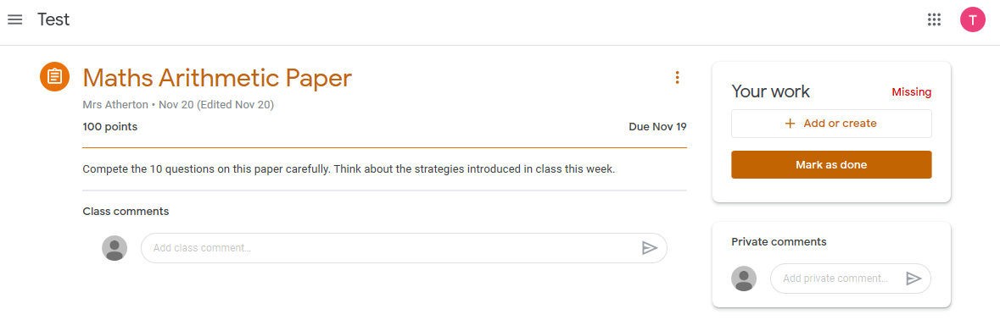 Test
T
Maths Arithmetic Paper
Mrs Atherton • Nov 20 (Edited Nov 20)
100 points
Due Nov 19
Compete the 10 questions on this paper carefully. Think about the strategies introduced in class this week.
Class comments
Add class comment...
Your work
Missing
+ Add or create
Mark as done
Private comments
Add private comment...